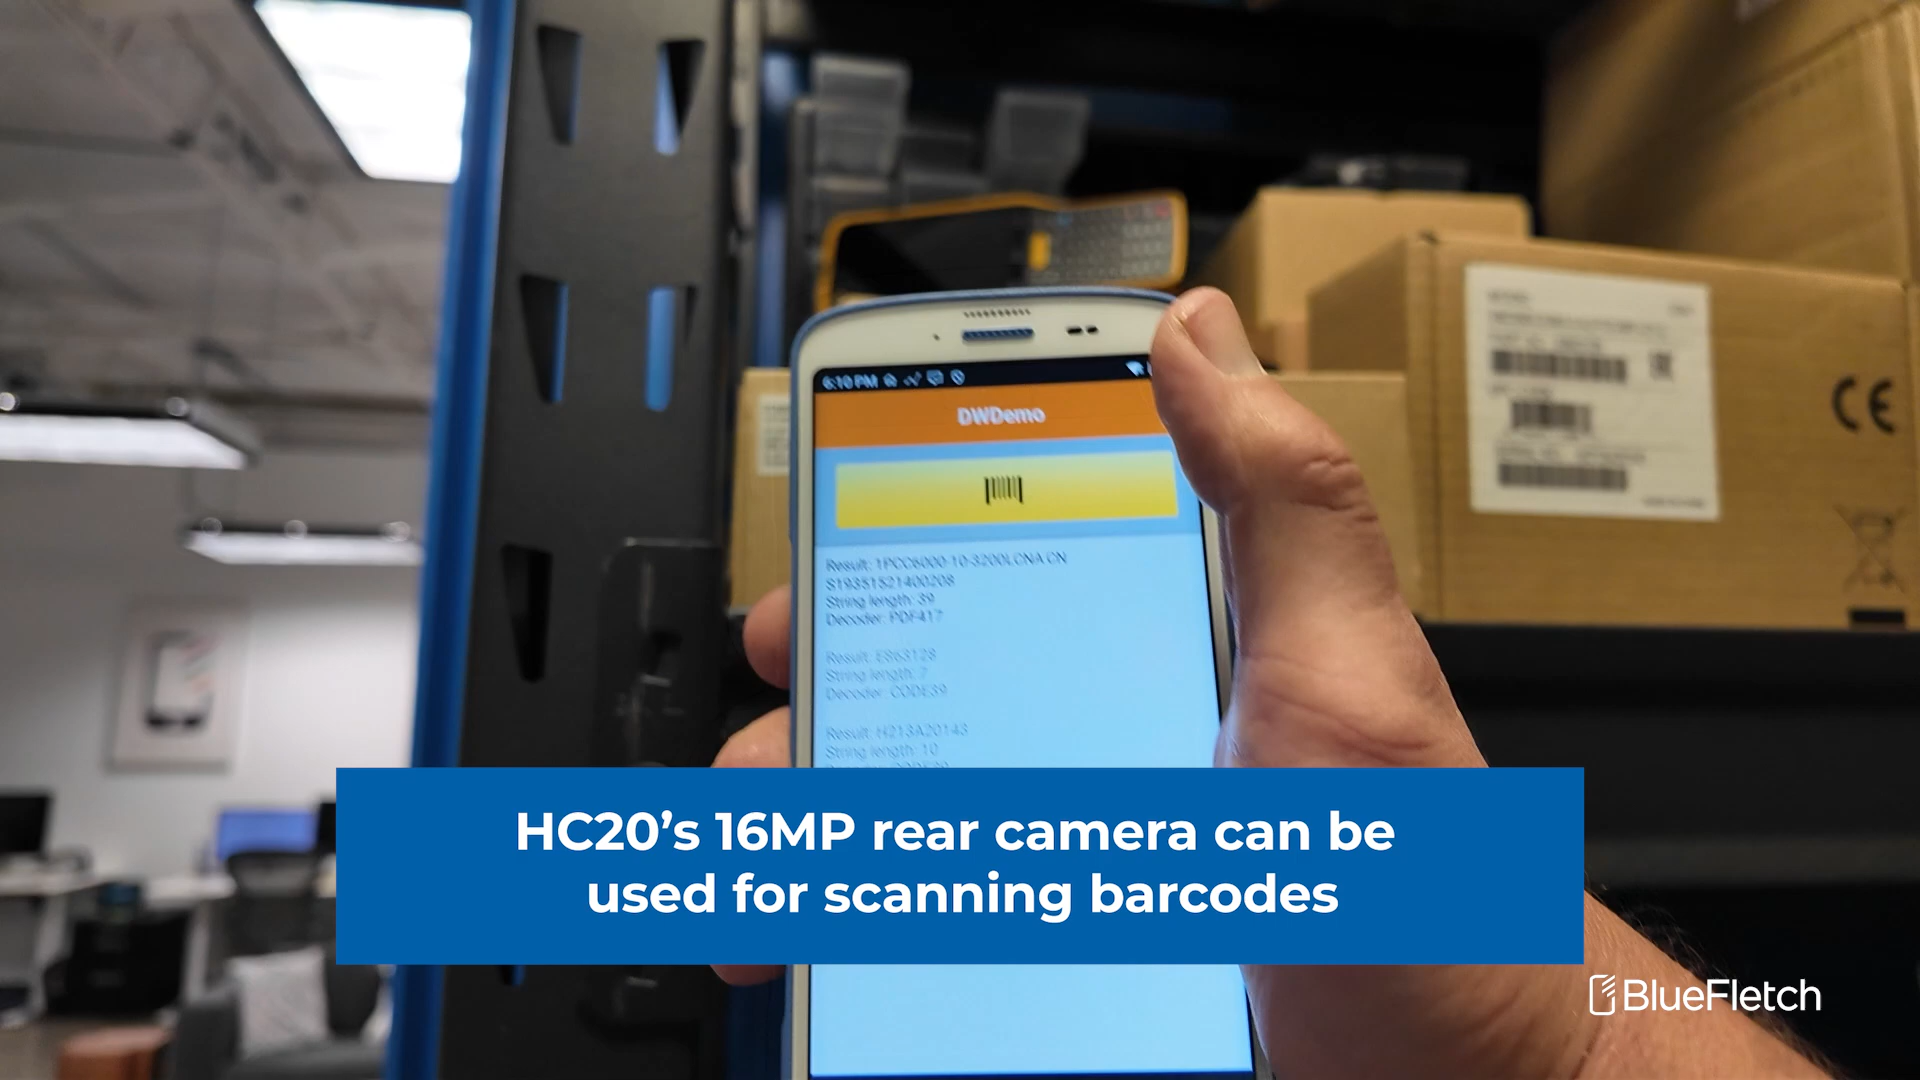 6:10 PM
DWDemo
Result: 1PCC6000-10-3200LCNA CN
S19351521400208
String length: 39
Decoder: PDF417
Result: E863128
String length: 7
Decoder: CODE39
Result: H213A20143
String length: 10
HC20’s 16MP rear camera can be
used for scanning barcodes
CE
BlueFletch